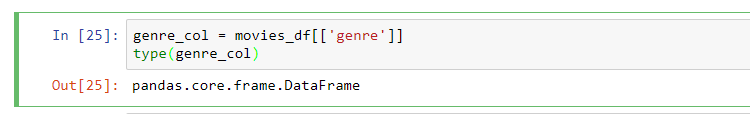 In [25]: genre_col = movies_df[['genre']]
type(genre_col)
Out[25]: pandas.core.frame.DataFrame